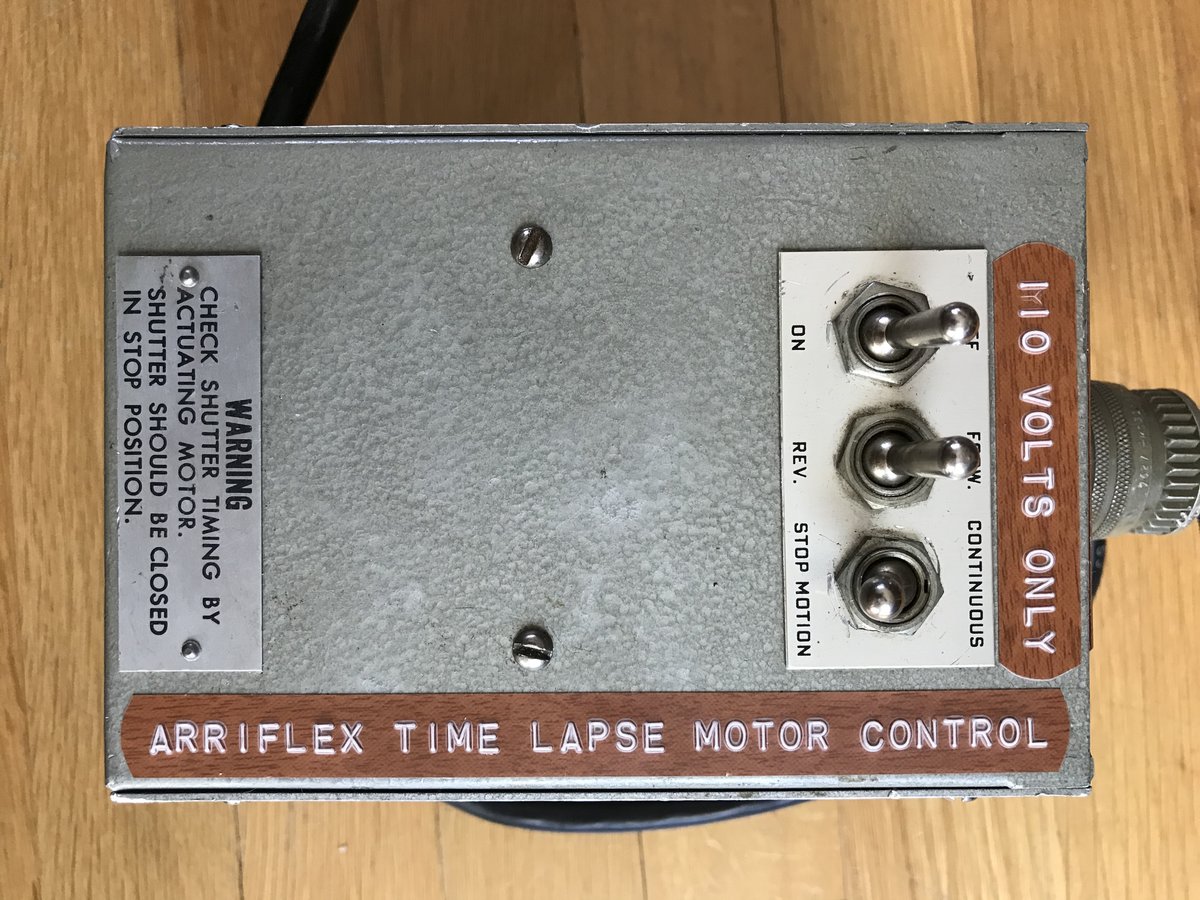 110 VOLTS ONLY
CONTINUOUS
ON REV. STOP MOTION
WARNING
CHECK SHUTTER TIMING BY
ACTUATING MOTOR.
SHUTTER SHOULD BE CLOSED
IN STOP POSITION.
ARRIFLEX TIME LAPSE MOTOR CONTROL